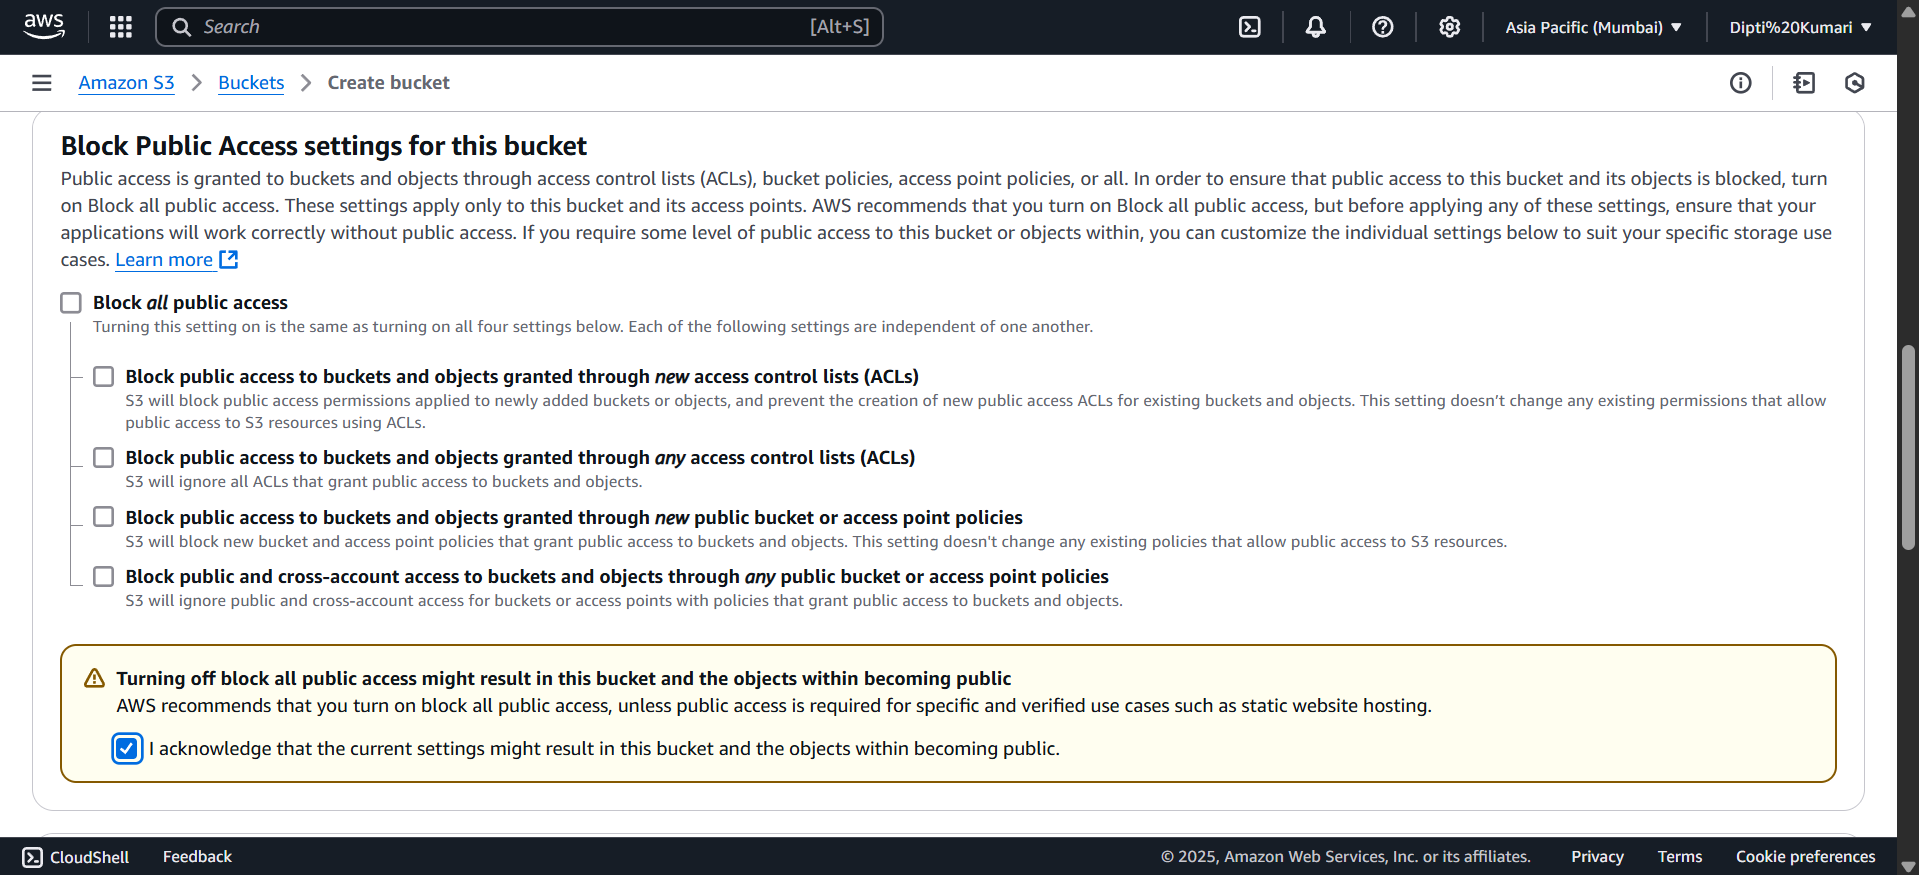 aws
Search [Alt+S]
Asia Pacific (Mumbai)
Dipti%20Kumari
Amazon S3 > Buckets > Create bucket
Block Public Access settings for this bucket
Public access is granted to buckets and objects through access control lists (ACLs), bucket policies, access point policies, or all. In order to ensure that public access to this bucket and its objects is blocked, turn
on Block all public access. These settings apply only to this bucket and its access points. AWS recommends that you turn on Block all public access, but before applying any of these settings, ensure that your
applications will work correctly without public access. If you require some level of public access to this bucket or objects within, you can customize the individual settings below to suit your specific storage use
cases. Learn more
Block all public access
Turning this setting on is the same as turning on all four settings below. Each of the following settings are independent of one another.
Block public access to buckets and objects granted through new access control lists (ACLs)
S3 will block public access permissions applied to newly added buckets or objects, and prevent the creation of new public access ACLs for existing buckets and objects. This setting doesn’t change any existing permissions that allow
public access to S3 resources using ACLs.
Block public access to buckets and objects granted through any access control lists (ACLs)
S3 will ignore all ACLs that grant public access to buckets and objects.
Block public access to buckets and objects granted through new public bucket or access point policies
S3 will block new bucket and access point policies that grant public access to buckets and objects. This setting doesn't change any existing policies that allow public access to S3 resources.
Block public and cross-account access to buckets and objects through any public bucket or access point policies
S3 will ignore public and cross-account access for buckets or access points with policies that grant public access to buckets and objects.
Turning off block all public access might result in this bucket and the objects within becoming public
AWS recommends that you turn on block all public access, unless public access is required for specific and verified use cases such as static website hosting.
I acknowledge that the current settings might result in this bucket and the objects within becoming public.
CloudShell Feedback © 2025, Amazon Web Services, Inc. or its affiliates. Privacy Terms Cookie preferences